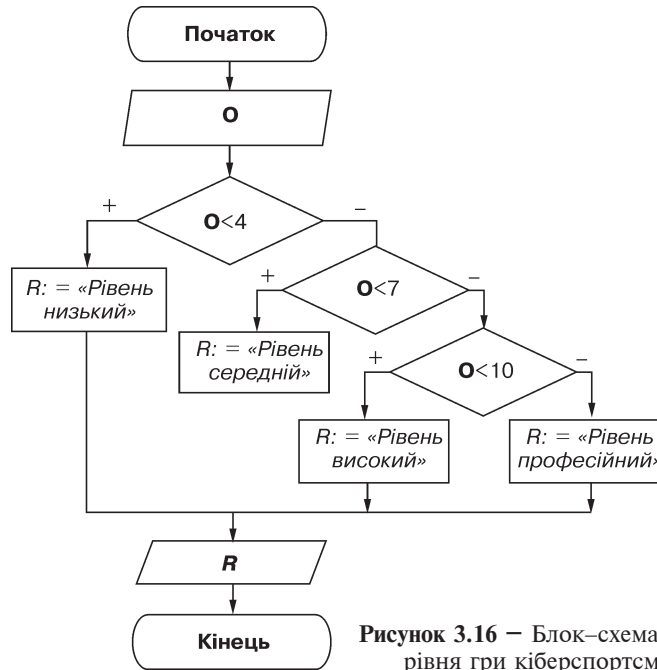 Початок
О
+
–
О<4
R: = «Рівень
низький»
+
–
О<7
R: = «Рівень
середній»
+
–
О<10
R: = «Рівень
високий»
R: = «Рівень
професійний»
R
Кінець
Рисунок 3.16 – Блок–схема
рівня гри